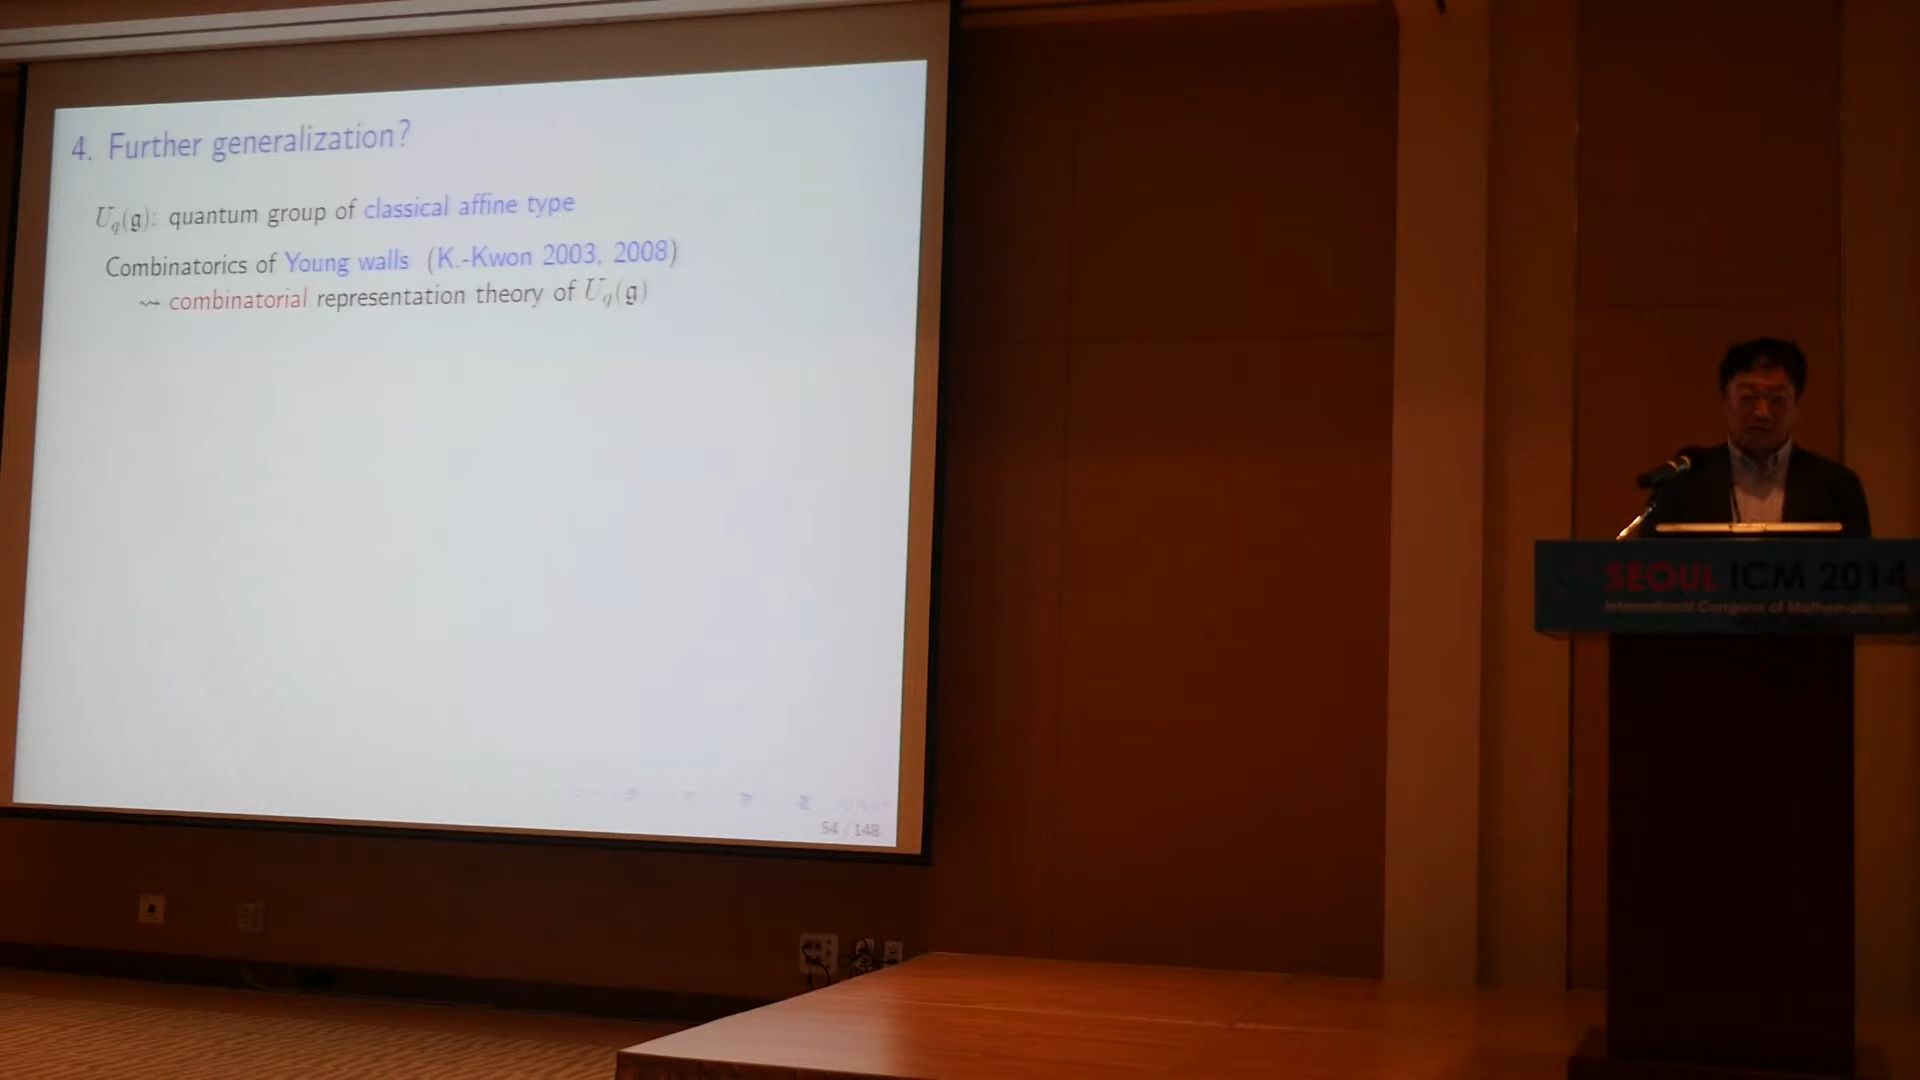 4. Further generalization?
U_q(𝔤): quantum group of classical affine type
Combinatorics of Young walls (K.-Kwon 2003, 2008)
⇝ combinatorial representation theory of U_q(𝔤)
54 / 148
SEOUL ICM 2014
International Congress of Mathematicians